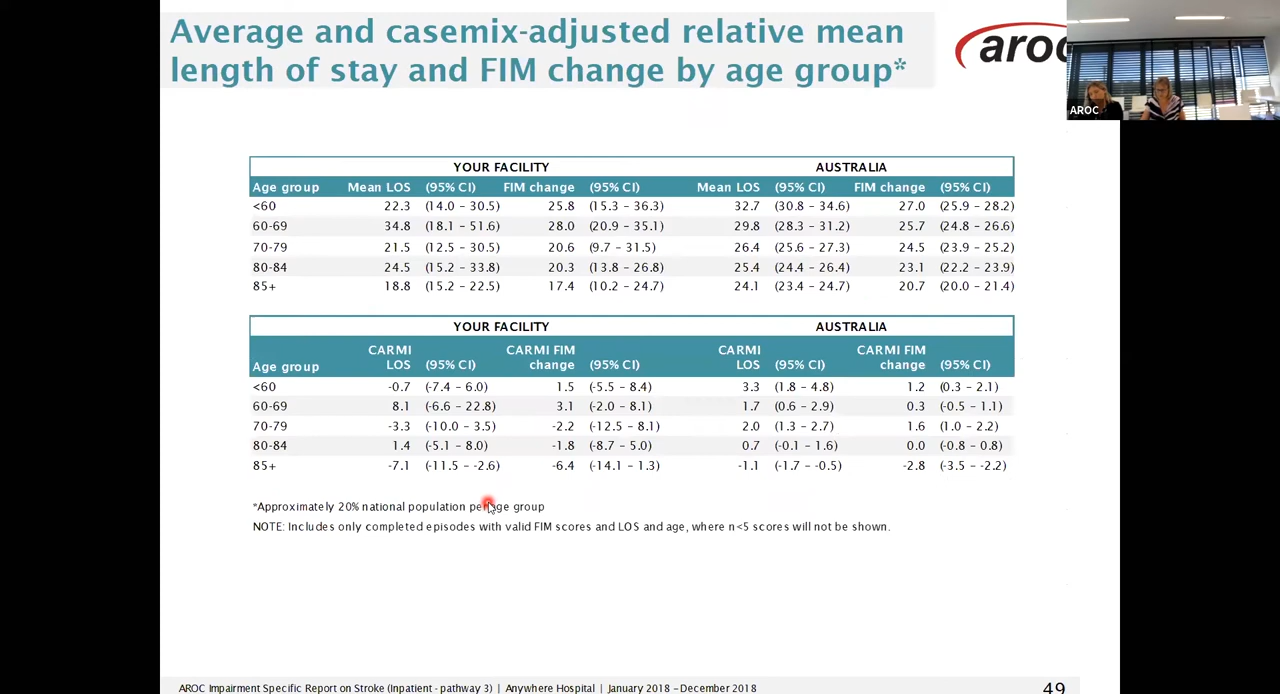 Average and casemix-adjusted relative mean
length of stay and FIM change by age group*
aroc
AROC
YOUR FACILITY AUSTRALIA
Age group Mean LOS (95% CI) FIM change (95% CI) Mean LOS (95% CI) FIM change (95% CI)
<60 22.3 (14.0 – 30.5) 25.8 (15.3 – 36.3) 32.7 (30.8 – 34.6) 27.0 (25.9 – 28.2)
60-69 34.8 (18.1 – 51.6) 28.0 (20.9 – 35.1) 29.8 (28.3 – 31.2) 25.7 (24.8 – 26.6)
70-79 21.5 (12.5 – 30.5) 20.6 (9.7 – 31.5) 26.4 (25.6 – 27.3) 24.5 (23.9 – 25.2)
80-84 24.5 (15.2 – 33.8) 20.3 (13.8 – 26.8) 25.4 (24.4 – 26.4) 23.1 (22.2 – 23.9)
85+ 18.8 (15.2 – 22.5) 17.4 (10.2 – 24.7) 24.1 (23.4 – 24.7) 20.7 (20.0 – 21.4)
YOUR FACILITY AUSTRALIA
CARMI CARMI FIM CARMI CARMI FIM
Age group LOS (95% CI) change (95% CI) LOS (95% CI) change (95% CI)
<60 -0.7 (-7.4 – 6.0) 1.5 (-5.5 – 8.4) 3.3 (1.8 – 4.8) 1.2 (0.3 – 2.1)
60-69 8.1 (-6.6 – 22.8) 3.1 (-2.0 – 8.1) 1.7 (0.6 – 2.9) 0.3 (-0.5 – 1.1)
70-79 -3.3 (-10.0 – 3.5) -2.2 (-12.5 – 8.1) 2.0 (1.3 – 2.7) 1.6 (1.0 – 2.2)
80-84 1.4 (-5.1 – 8.0) -1.8 (-8.7 – 5.0) 0.7 (-0.1 – 1.6) 0.0 (-0.8 – 0.8)
85+ -7.1 (-11.5 – -2.6) -6.4 (-14.1 – 1.3) -1.1 (-1.7 – -0.5) -2.8 (-3.5 – -2.2)
*Approximately 20% national population per age group
NOTE: Includes only completed episodes with valid FIM scores and LOS and age, where n<5 scores will not be shown.
AROC Impairment Specific Report on Stroke (Inpatient - pathway 3) | Anywhere Hospital | January 2018 – December 2018 49